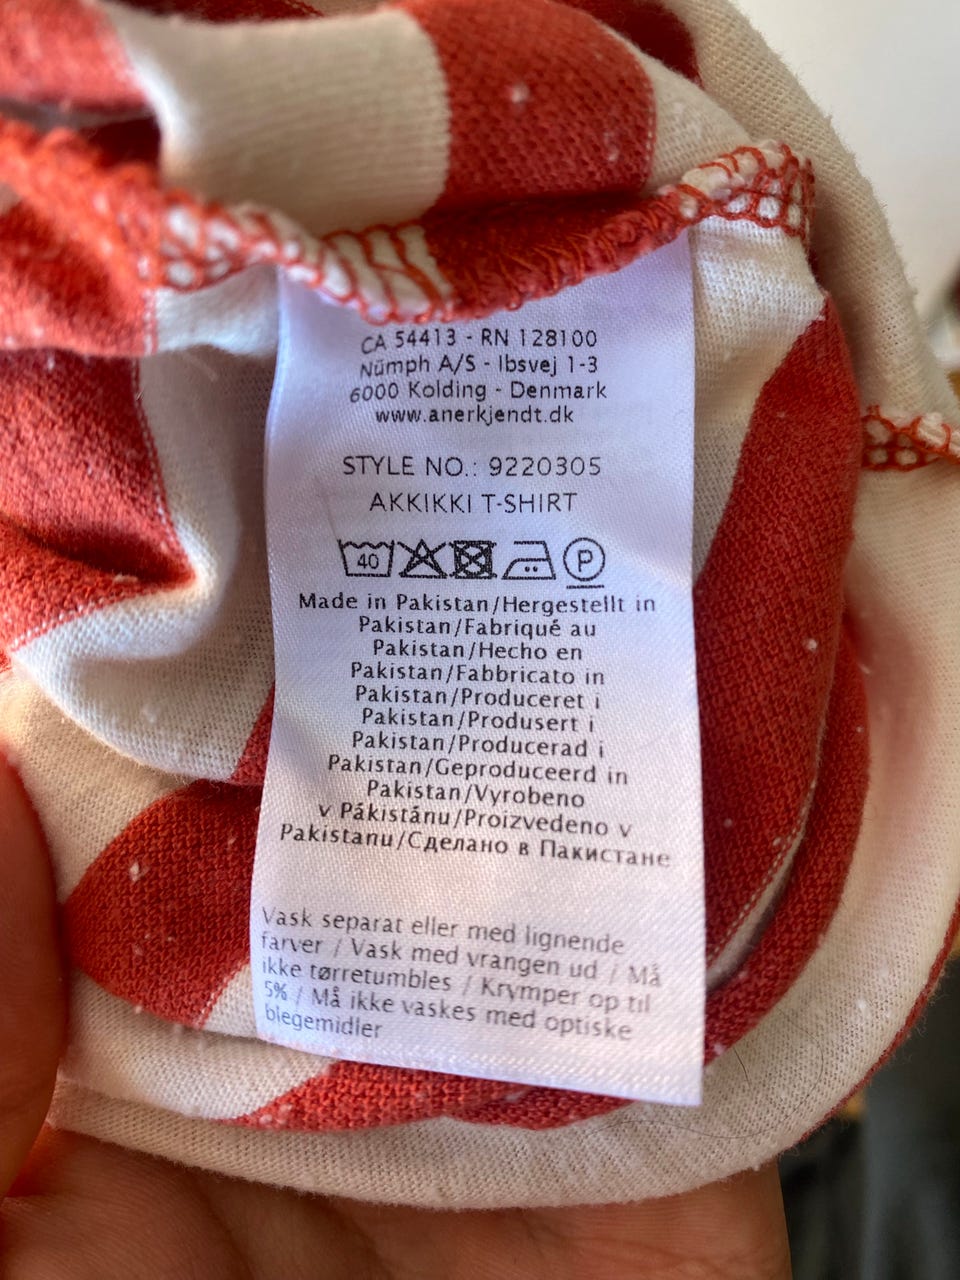 CA 54413 - RN 128100
Nümph A/S - Ibsvej 1-3
6000 Kolding - Denmark
www.anerkjendt.dk
STYLE NO.: 9220305
AKKIKKI T-SHIRT
40 P
Made in Pakistan/Hergestellt in
Pakistan/Fabriqué au
Pakistan/Hecho en
Pakistan/Fabbricato in
Pakistan/Produceret i
Pakistan/Produsert i
Pakistan/Producerad i
Pakistan/Geproduceerd in
Pakistan/Vyrobeno
v Pákistánu/Proizvedeno v
Pakistanu/Сделано в Пакистане
Vask separat eller med lignende
farver / Vask med vrangen ud / Må
ikke tørretumbles / Krymper op til
5% / Må ikke vaskes med optiske
blegemidler